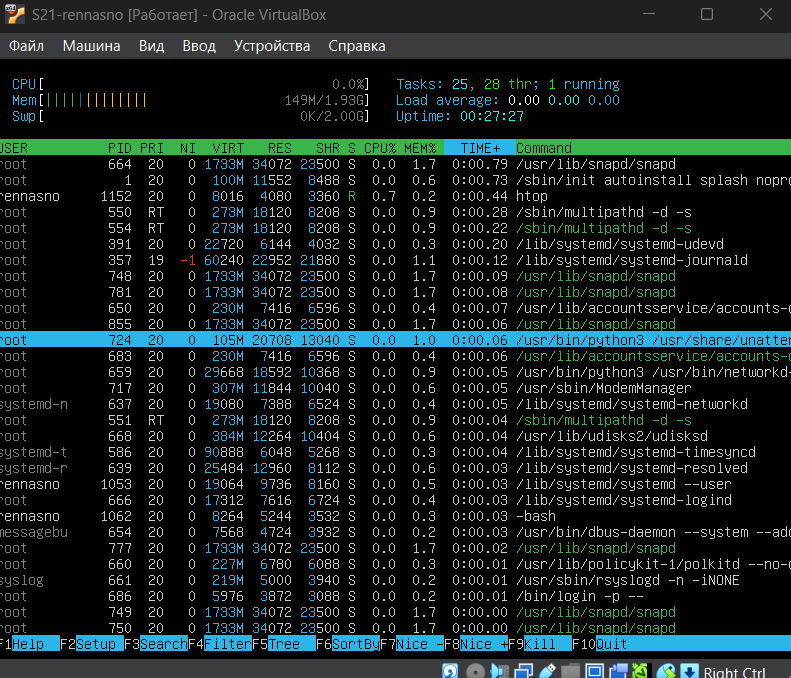 S21-rennasno [Работает] - Oracle VirtualBox
Файл Машина Вид Ввод Устройства Справка
CPU[ 0.0%] Tasks: 25, 28 thr; 1 running
Mem[|||||||||||||| 149M/1.93G] Load average: 0.00 0.00 0.00
Swp[ 0K/2.00G] Uptime: 00:27:27
USER PID PRI NI VIRT RES SHR S CPU% MEM% TIME+ Command
root 664 20 0 1733M 34072 23500 S 0.0 1.7 0:00.79 /usr/lib/snapd/snapd
root 1 20 0 100M 11552 8488 S 0.0 0.6 0:00.73 /sbin/init autoinstall splash nopro
rennasno 1152 20 0 8016 4080 3360 R 0.7 0.2 0:00.44 htop
root 550 RT 0 273M 18120 8208 S 0.0 0.9 0:00.28 /sbin/multipathd -d -s
root 554 RT 0 273M 18120 8208 S 0.0 0.9 0:00.22 /sbin/multipathd -d -s
root 391 20 0 22720 6144 4032 S 0.0 0.3 0:00.20 /lib/systemd/systemd-udevd
root 357 19 -1 60240 22952 21880 S 0.0 1.1 0:00.12 /lib/systemd/systemd-journald
root 748 20 0 1733M 34072 23500 S 0.0 1.7 0:00.09 /usr/lib/snapd/snapd
root 781 20 0 1733M 34072 23500 S 0.0 1.7 0:00.08 /usr/lib/snapd/snapd
root 650 20 0 230M 7416 6596 S 0.0 0.4 0:00.07 /usr/lib/accountsservice/accounts-d
root 855 20 0 1733M 34072 23500 S 0.0 1.7 0:00.06 /usr/lib/snapd/snapd
root 724 20 0 105M 20708 13040 S 0.0 1.0 0:00.06 /usr/bin/python3 /usr/share/unatten
root 683 20 0 230M 7416 6596 S 0.0 0.4 0:00.06 /usr/lib/accountsservice/accounts-d
root 659 20 0 29668 18592 10368 S 0.0 0.9 0:00.05 /usr/bin/python3 /usr/bin/networkd-
root 717 20 0 307M 11844 10040 S 0.0 0.6 0:00.05 /usr/sbin/ModemManager
systemd-n 637 20 0 19080 7388 6524 S 0.0 0.4 0:00.05 /lib/systemd/systemd-networkd
root 551 RT 0 273M 18120 8208 S 0.0 0.9 0:00.04 /sbin/multipathd -d -s
root 668 20 0 384M 12264 10404 S 0.0 0.6 0:00.04 /usr/lib/udisks2/udisksd
systemd-t 586 20 0 90888 6048 5268 S 0.0 0.3 0:00.04 /lib/systemd/systemd-timesyncd
systemd-r 639 20 0 25484 12960 8112 S 0.0 0.6 0:00.03 /lib/systemd/systemd-resolved
rennasno 1053 20 0 19064 9736 8160 S 0.0 0.5 0:00.03 /lib/systemd/systemd --user
root 666 20 0 17312 7616 6724 S 0.0 0.4 0:00.03 /lib/systemd/systemd-logind
rennasno 1062 20 0 8264 5244 3532 S 0.0 0.3 0:00.03 -bash
messagebu 654 20 0 7568 4724 3932 S 0.0 0.2 0:00.03 /usr/bin/dbus-daemon --system --add
root 777 20 0 1733M 34072 23500 S 0.0 1.7 0:00.02 /usr/lib/snapd/snapd
root 660 20 0 227M 6780 6088 S 0.0 0.3 0:00.01 /usr/lib/policykit-1/polkitd --no-d
syslog 661 20 0 219M 5000 3940 S 0.0 0.2 0:00.01 /usr/sbin/rsyslogd -n -iNONE
root 686 20 0 5976 3872 3088 S 0.0 0.2 0:00.01 /bin/login -p --
root 749 20 0 1733M 34072 23500 S 0.0 1.7 0:00.00 /usr/lib/snapd/snapd
root 750 20 0 1733M 34072 23500 S 0.0 1.7 0:00.00 /usr/lib/snapd/snapd
F1Help F2Setup F3SearchF4FilterF5Tree F6SortByF7Nice -F8Nice +F9Kill F10Quit
Right Ctrl